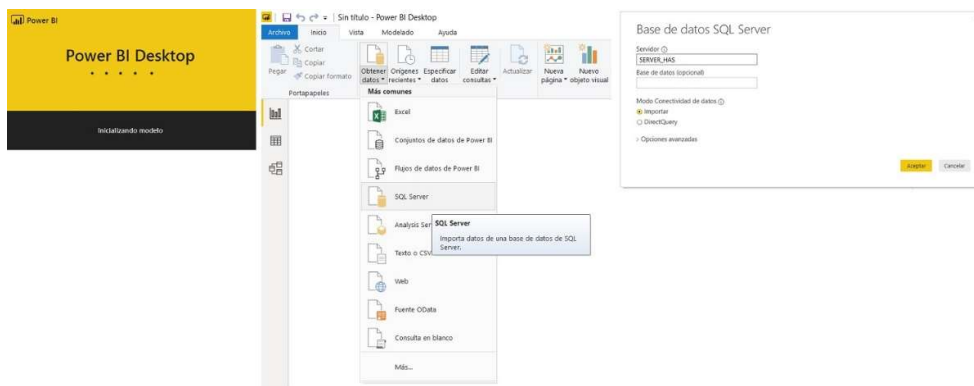 Power BI
Power BI Desktop
Inicializando modelo
Sin título - Power BI Desktop
Archivo Inicio Vista Modelado Ayuda
Pegar
Cortar
Copiar
Copiar formato
Portapapeles
Obtener datos
Orígenes recientes
Especificar datos
Editar consultas
Actualizar
Nueva página
Nuevo objeto visual
Más comunes
Excel
Conjuntos de datos de Power BI
Flujos de datos de Power BI
SQL Server
Analysis Ser
SQL Server
Importa datos de una base de datos de SQL
Server.
Texto o CSV
Web
Fuente OData
Consulta en blanco
Más...
Base de datos SQL Server
Servidor
SERVER_HAS
Base de datos (opcional)
Modo Conectividad de datos
Importar
DirectQuery
Opciones avanzadas
Aceptar Cancelar